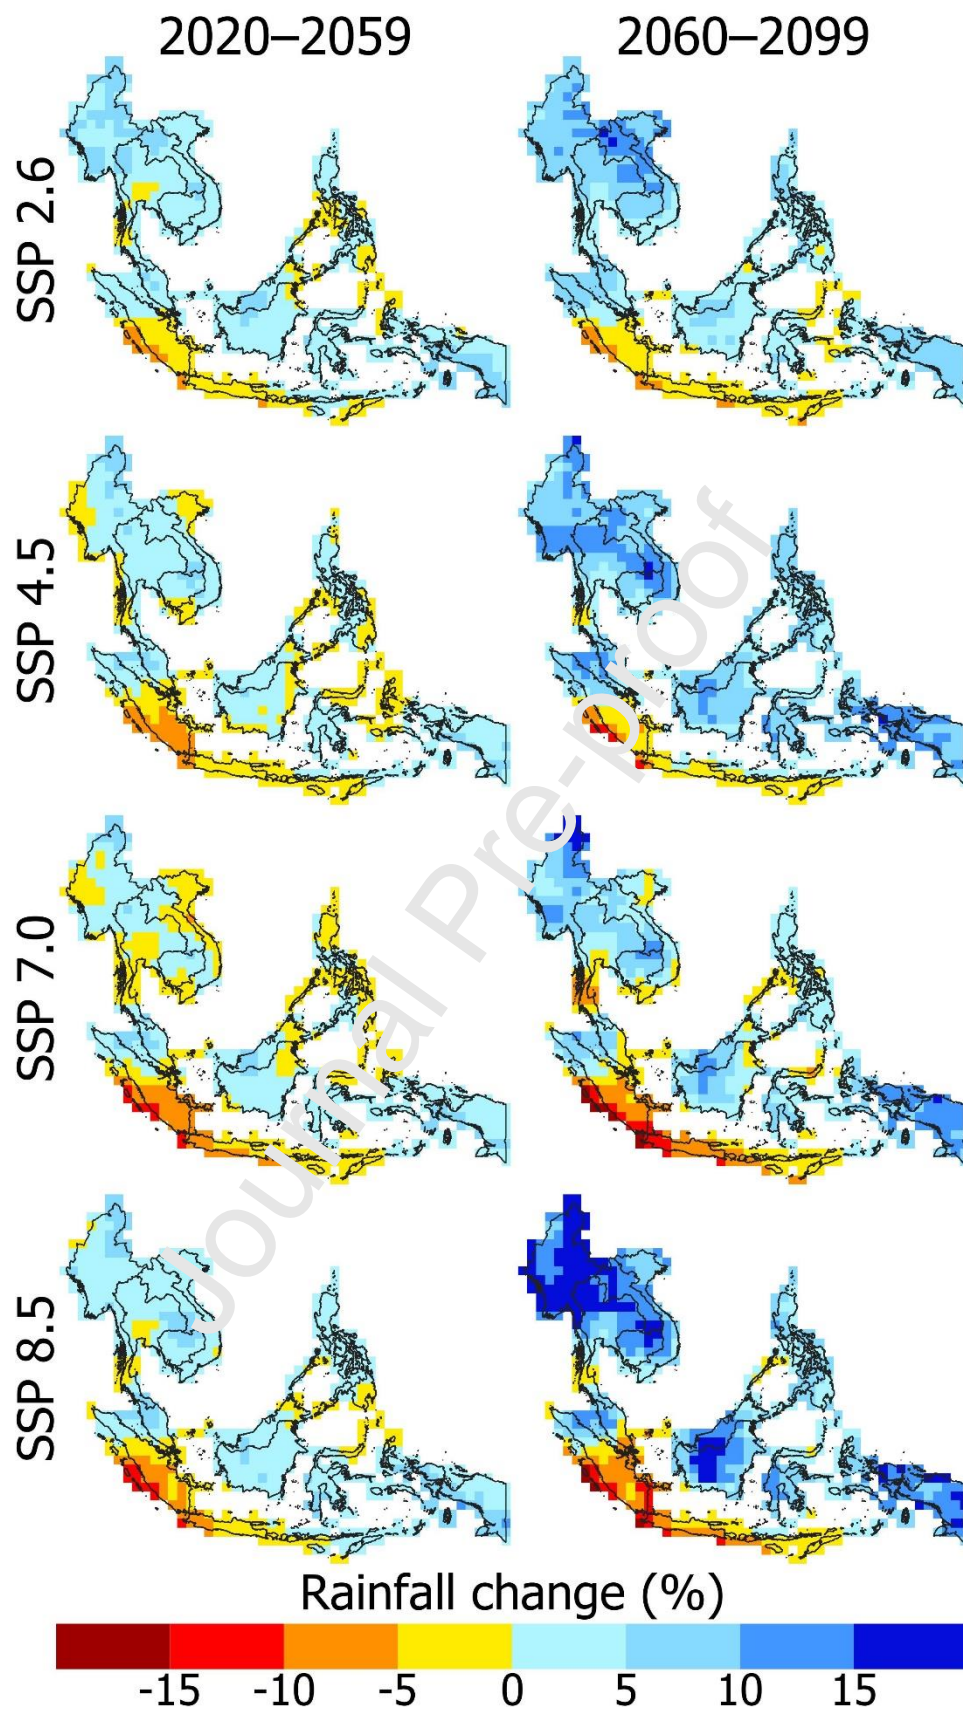 2020–2059 2060–2099
SSP 2.6
SSP 4.5
SSP 7.0
SSP 8.5
Journal Pre-proof
Rainfall change (%)
-15 -10 -5 0 5 10 15